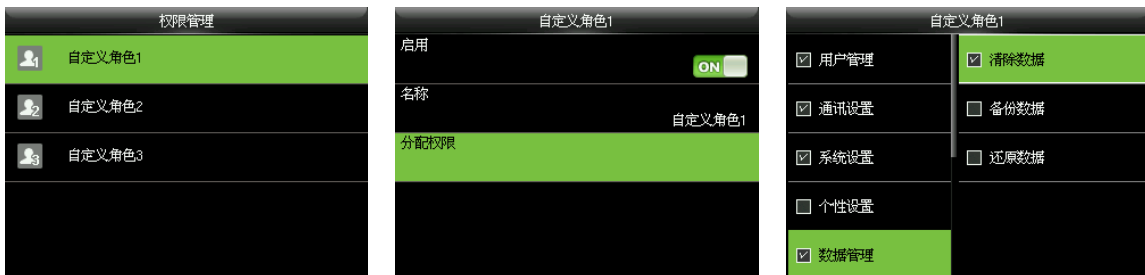 权限管理
自定义角色1
自定义角色2
自定义角色3
自定义角色1
启用
ON
名称
自定义角色1
分配权限
自定义角色1
用户管理
清除数据
通讯设置
备份数据
系统设置
还原数据
个性设置
数据管理